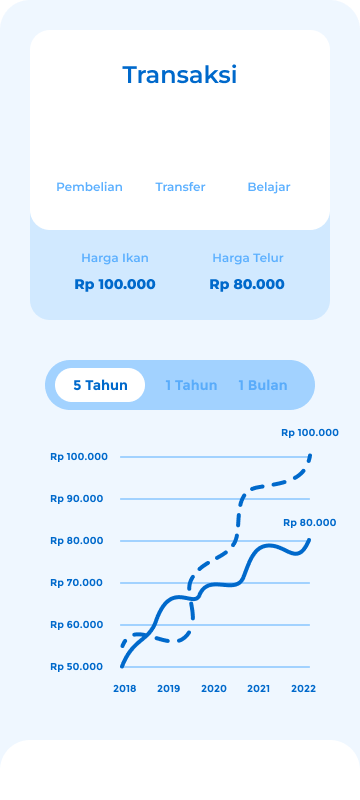 Transaksi
Pembelian Transfer Belajar
Harga Ikan Harga Telur
Rp 100.000 Rp 80.000
5 Tahun 1 Tahun 1 Bulan
Rp 100.000
Rp 100.000
Rp 90.000
Rp 80.000
Rp 80.000
Rp 70.000
Rp 60.000
Rp 50.000
2018 2019 2020 2021 2022